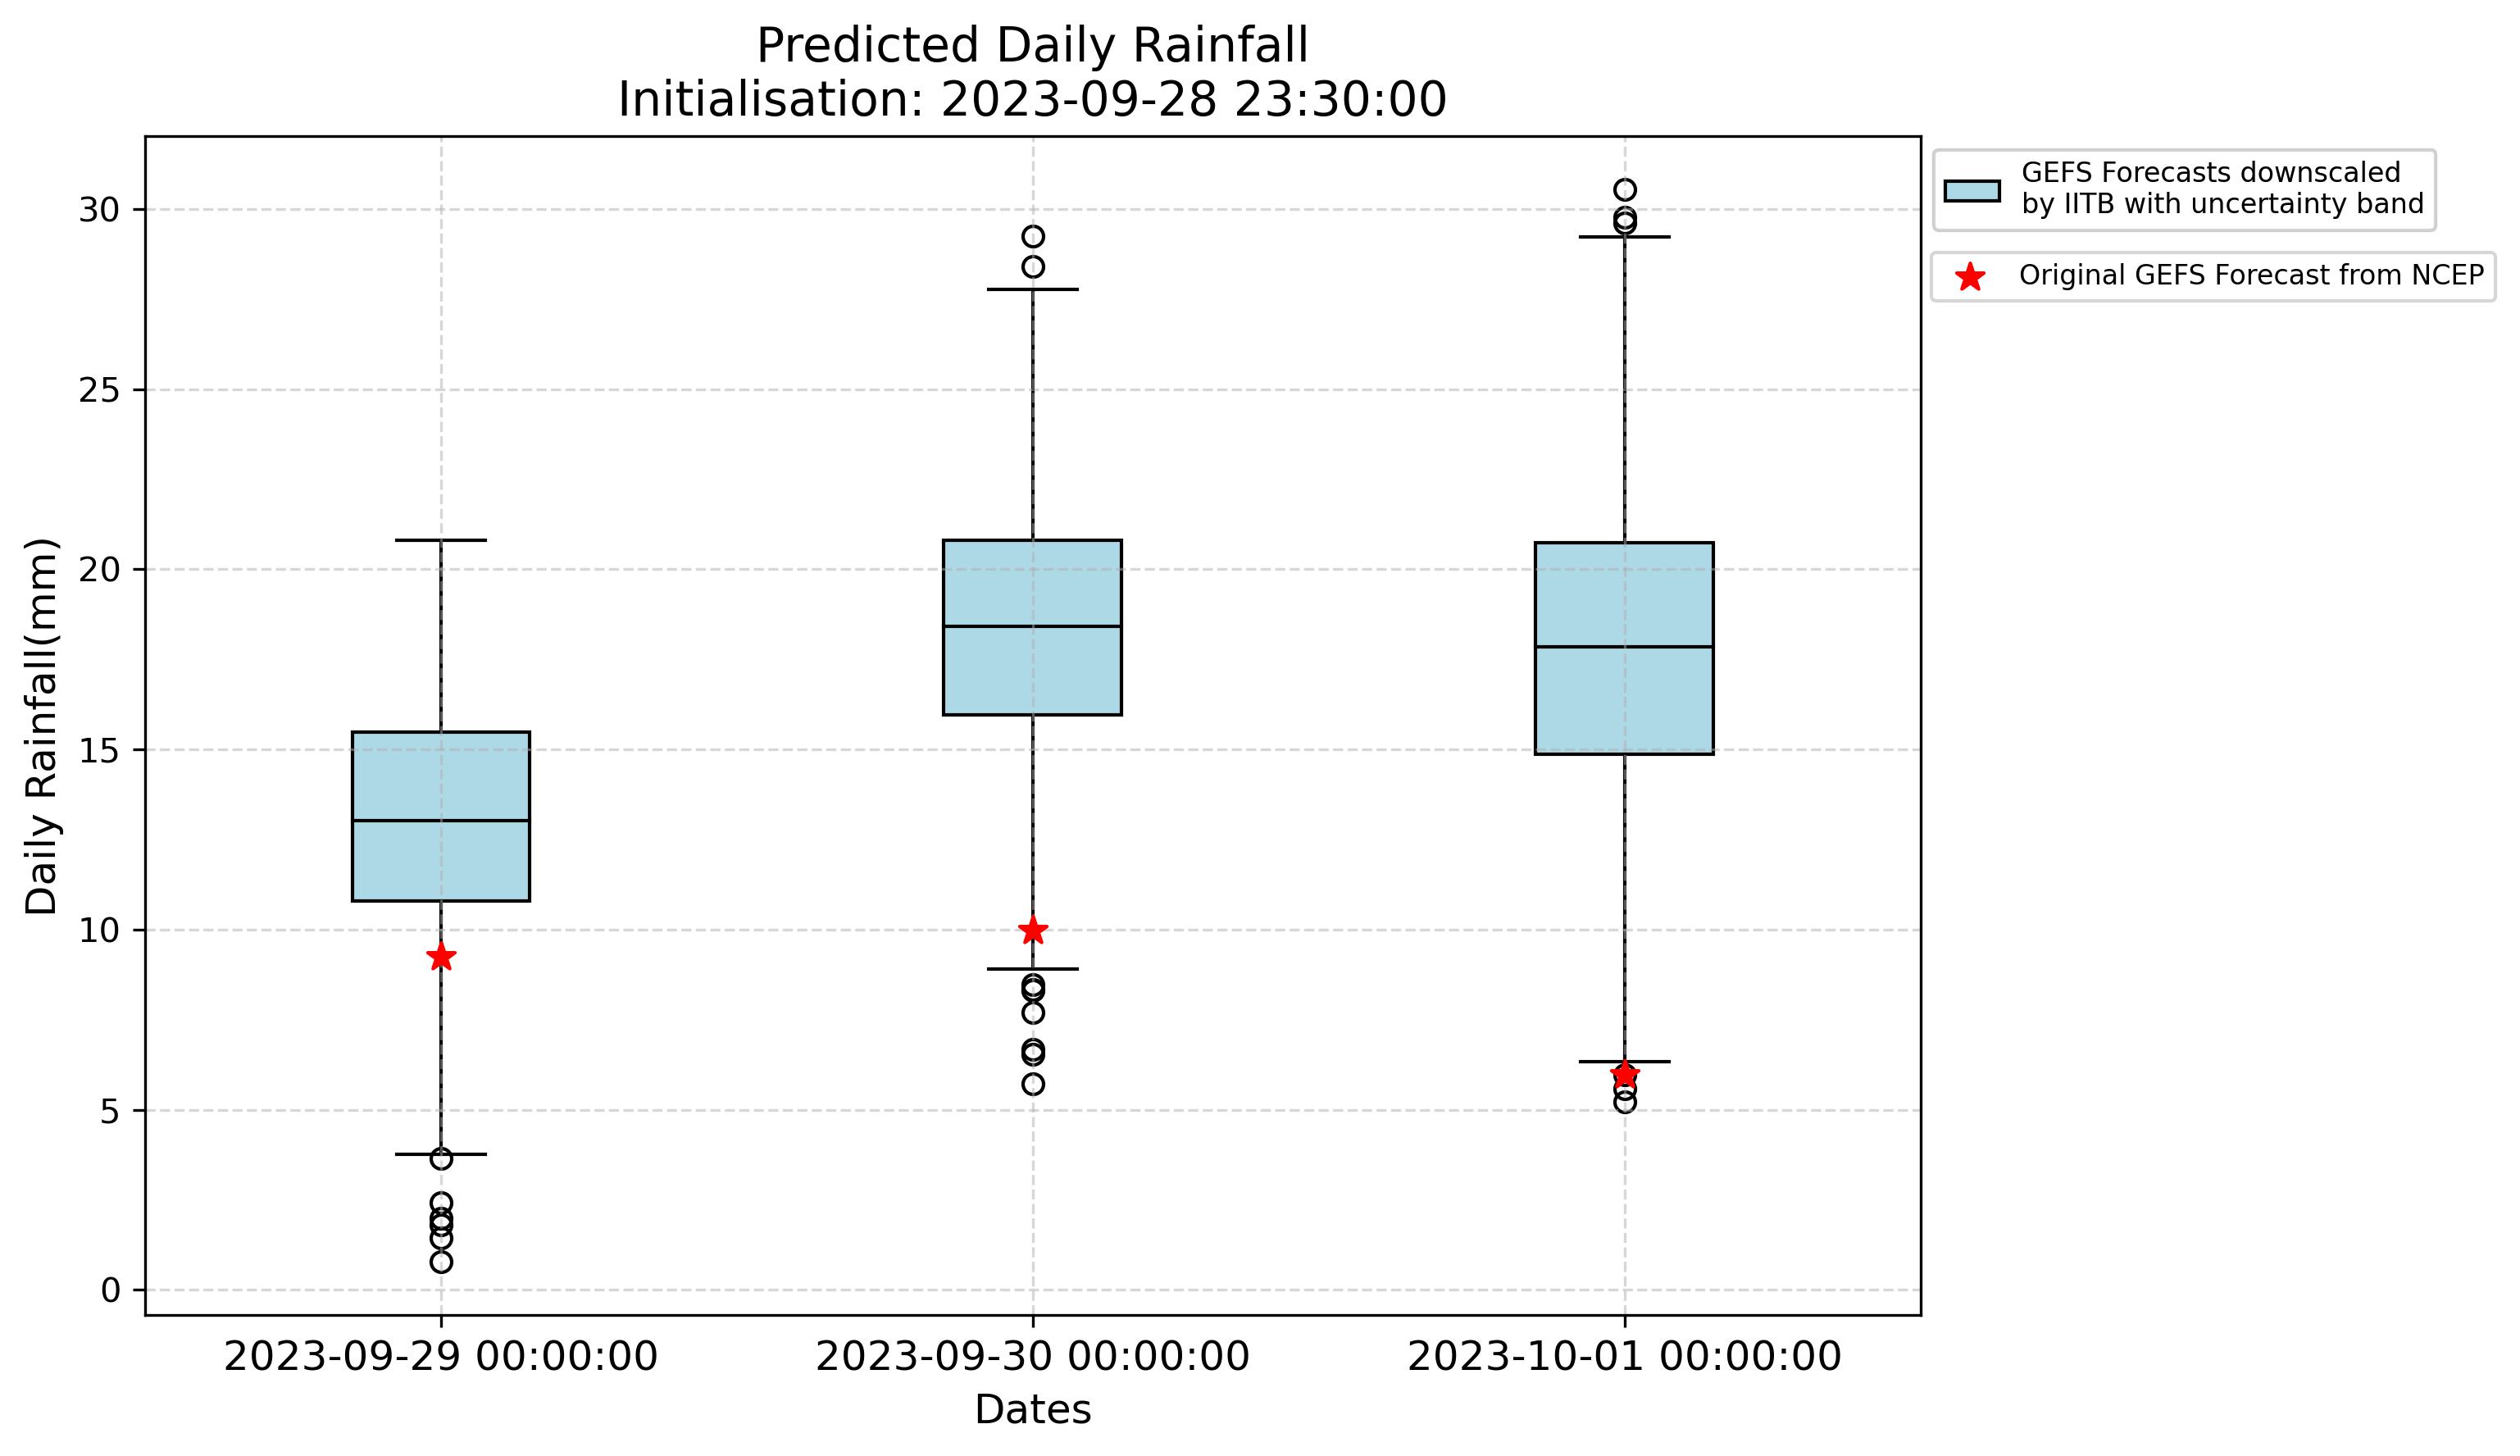 Predicted Daily Rainfall
Initialisation: 2023-09-28 23:30:00
GEFS Forecasts downscaled
by IITB with uncertainty band
Original GEFS Forecast from NCEP
Daily Rainfall(mm)
30
25
20
15
10
5
0
2023-09-29 00:00:00
2023-09-30 00:00:00
2023-10-01 00:00:00
Dates